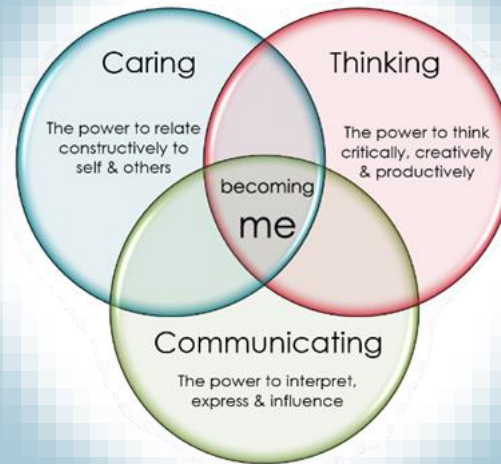 Caring
The power to relate
constructively to
self & others
Thinking
The power to think
critically, creatively
& productively
becoming
me
Communicating
The power to interpret,
express & influence